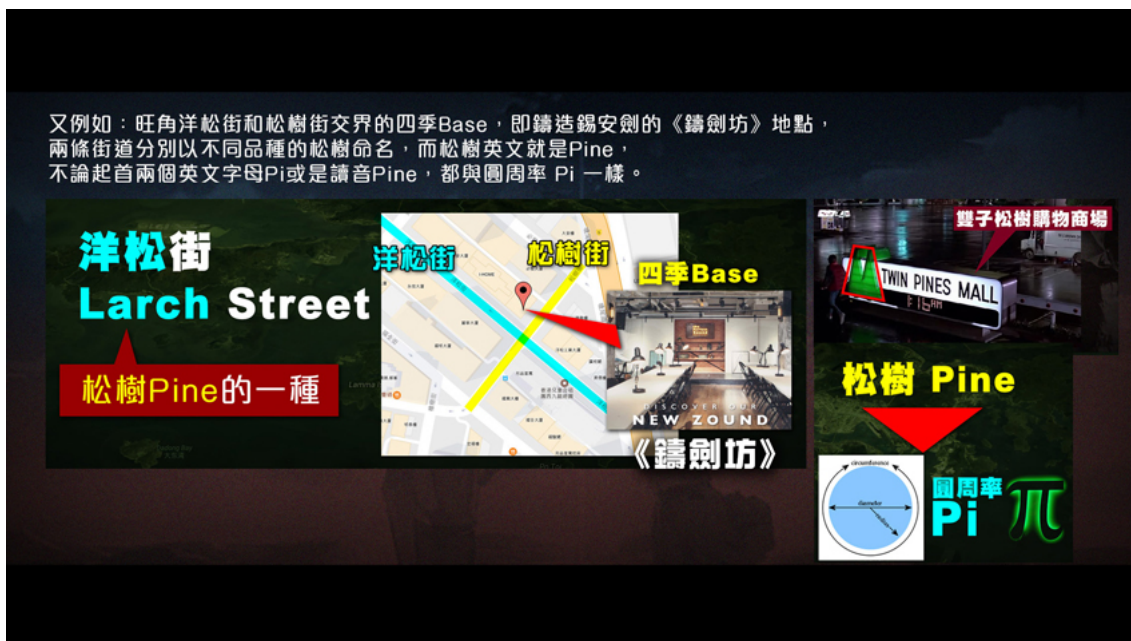 又例如：旺角洋松街和松樹街交界的四季Base，即鑄造錫安劍的《鑄劍坊》地點，
兩條街道分別以不同品種的松樹命名，而松樹英文就是Pine，
不論起首兩個英文字母Pi或是讀音Pine，都與圓周率 Pi 一樣。
洋松街
Larch Street
松樹Pine的一種
洋松街
松樹街
四季Base
DISCOVER OUR
NEW ZOUND
《鑄劍坊》
雙子松樹購物商場
TWIN PINES MALL
松樹 Pine
circumference
diameter
radius
圓周率
Pi
π